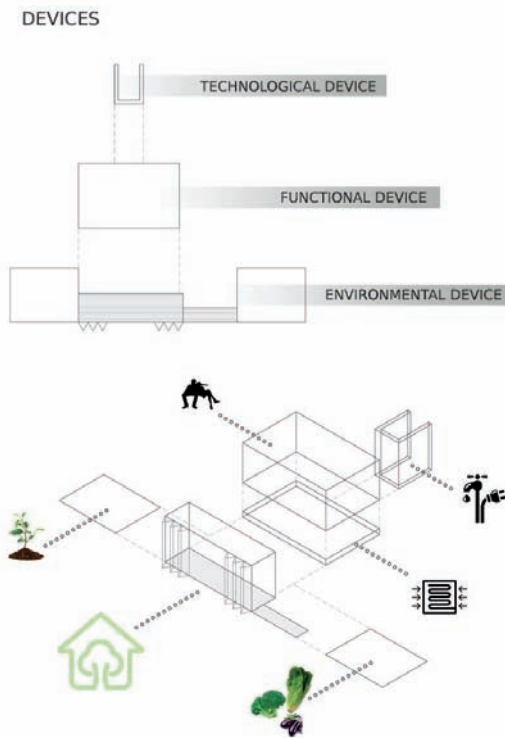 DEVICES
TECHNOLOGICAL DEVICE
FUNCTIONAL DEVICE
ENVIRONMENTAL DEVICE